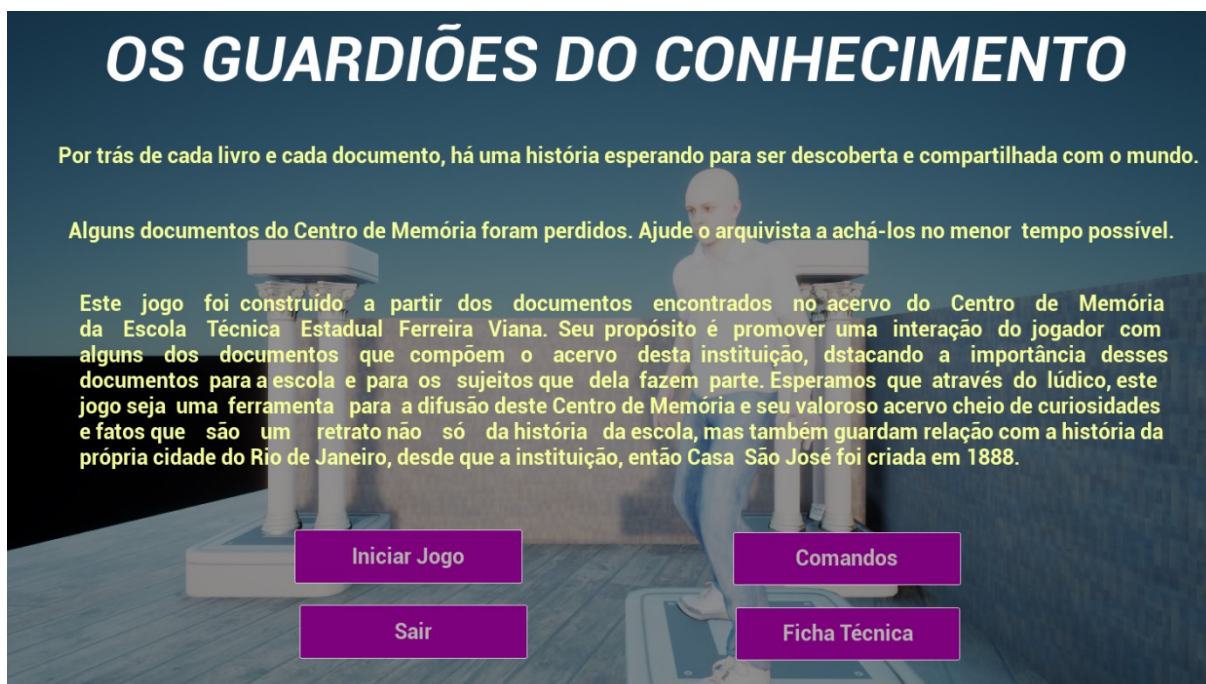 OS GUARDIÕES DO CONHECIMENTO
Por trás de cada livro e cada documento, há uma história esperando para ser descoberta e compartilhada com o mundo.
Alguns documentos do Centro de Memória foram perdidos. Ajude o arquivista a achá-los no menor tempo possível.
Este jogo foi construído a partir dos documentos encontrados no acervo do Centro de Memória
da Escola Técnica Estadual Ferreira Viana. Seu propósito é promover uma interação do jogador com
alguns dos documentos que compõem o acervo desta instituição, dstacando a importância desses
documentos para a escola e para os sujeitos que dela fazem parte. Esperamos que através do lúdico, este
jogo seja uma ferramenta para a difusão deste Centro de Memória e seu valoroso acervo cheio de curiosidades
e fatos que são um retrato não só da história da escola, mas também guardam relação com a história da
própria cidade do Rio de Janeiro, desde que a instituição, então Casa São José foi criada em 1888.
Iniciar Jogo
Comandos
Sair
Ficha Técnica